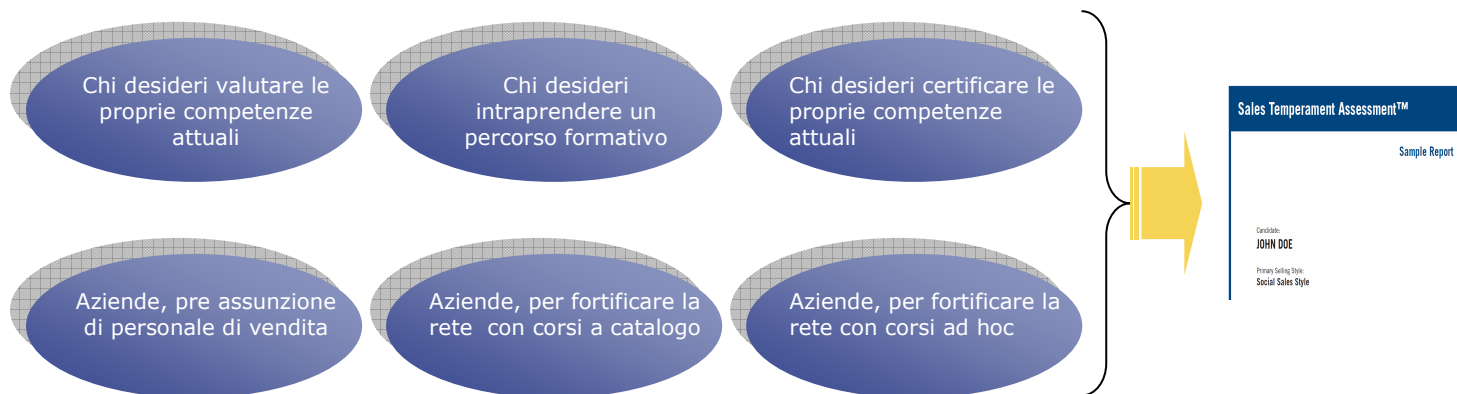 Chi desideri valutare le
proprie competenze
attuali
Chi desideri
intraprendere un
percorso formativo
Chi desideri certificare le
proprie competenze
attuali
Aziende, pre assunzione
di personale di vendita
Aziende, per fortificare la
rete  con corsi a catalogo
Aziende, per fortificare la
rete con corsi ad hoc
Sales Temperament Assessment™
Sample Report
Candidate:
JOHN DOE
Primary Selling Style:
Social Sales Style